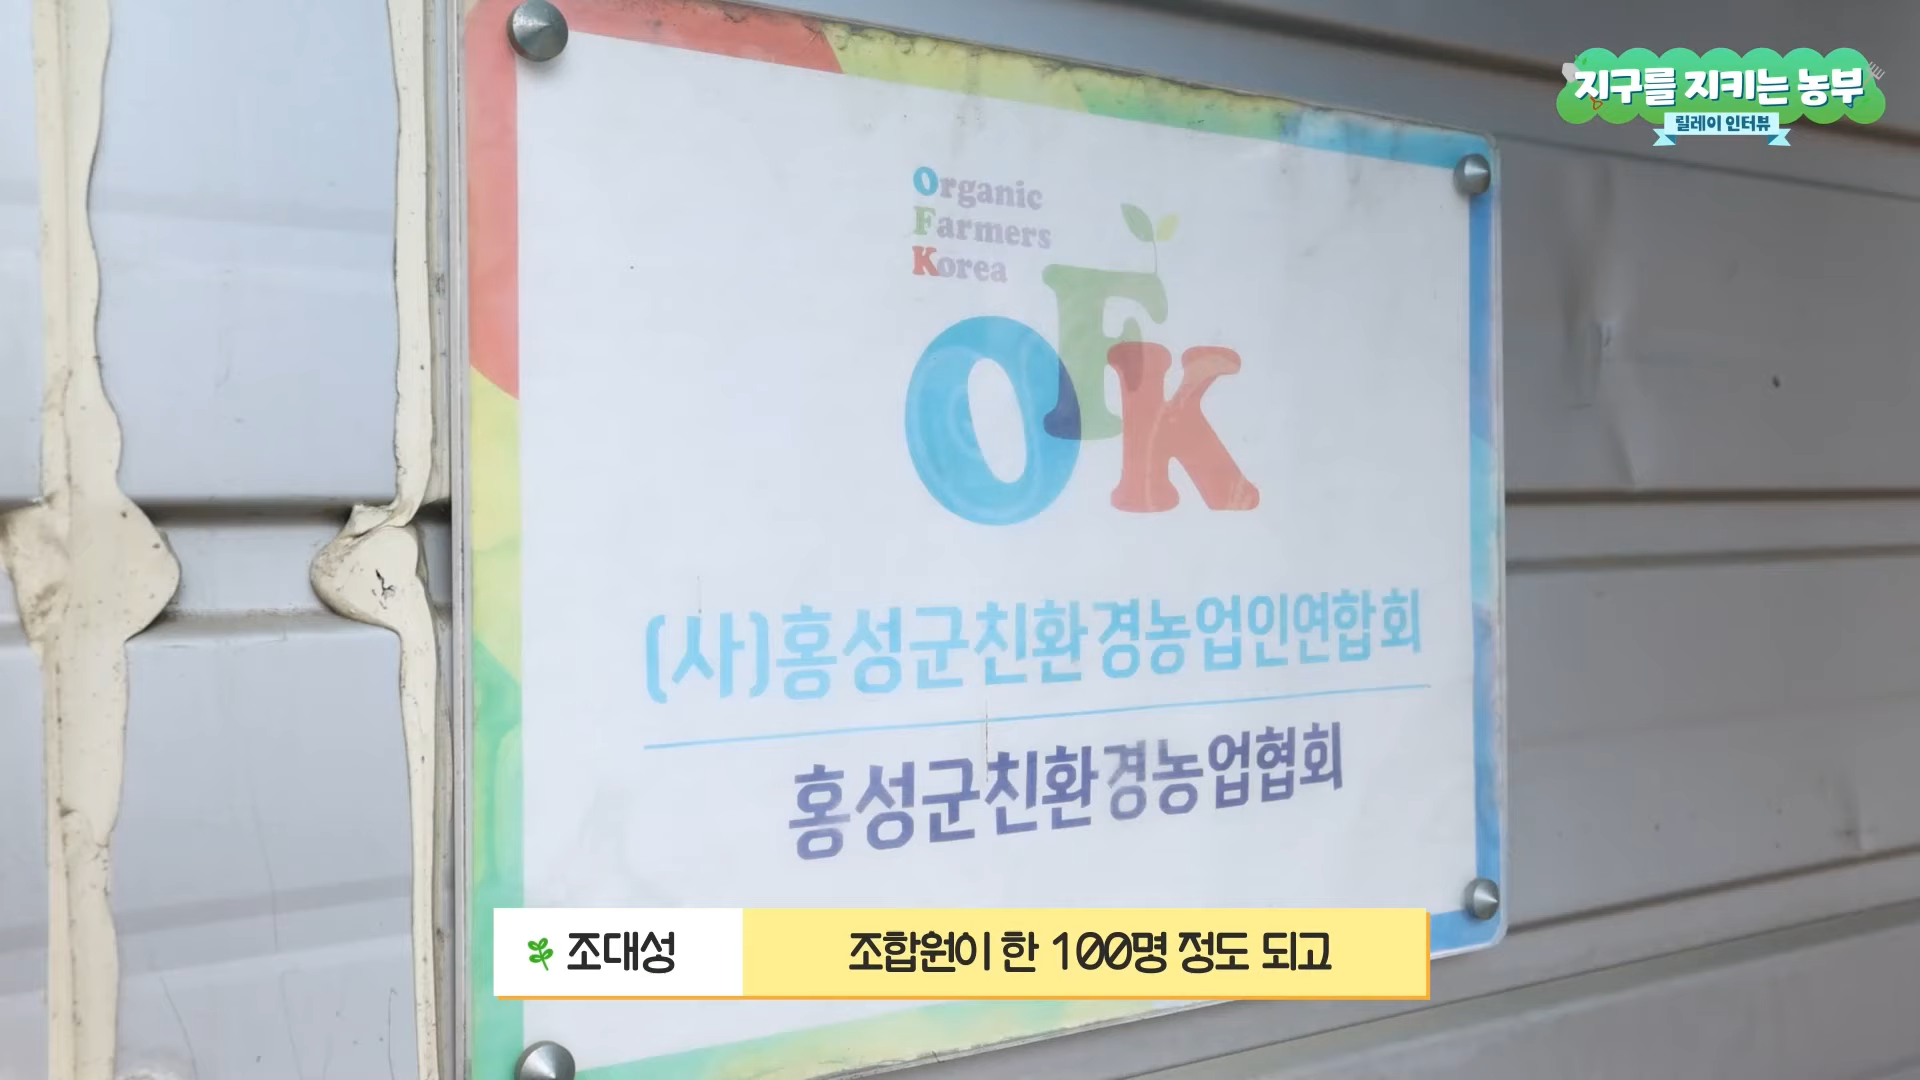 지구를 지키는 농부
릴레이 인터뷰
Organic
Farmers
Korea
OFK
(사)홍성군친환경농업인연합회
홍성군친환경농업협회
조대성
조합원이 한 100명 정도 되고